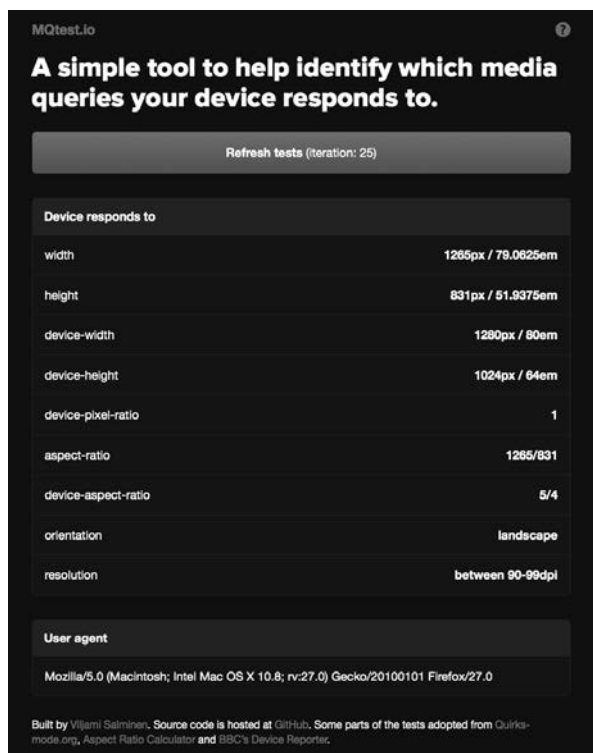 MQtest.io ?
A simple tool to help identify which media
queries your device responds to.
Refresh tests (iteration: 25)
Device responds to
width 1265px / 79.0625em
height 831px / 51.9375em
device-width 1280px / 80em
device-height 1024px / 64em
device-pixel-ratio 1
aspect-ratio 1265/831
device-aspect-ratio 5/4
orientation landscape
resolution between 90-99dpi
User agent
Mozilla/5.0 (Macintosh; Intel Mac OS X 10.8; rv:27.0) Gecko/20100101 Firefox/27.0
Built by Viljami Salminen. Source code is hosted at GitHub. Some parts of the tests adopted from Quirks-
mode.org, Aspect Ratio Calculator and BBC's Device Reporter.